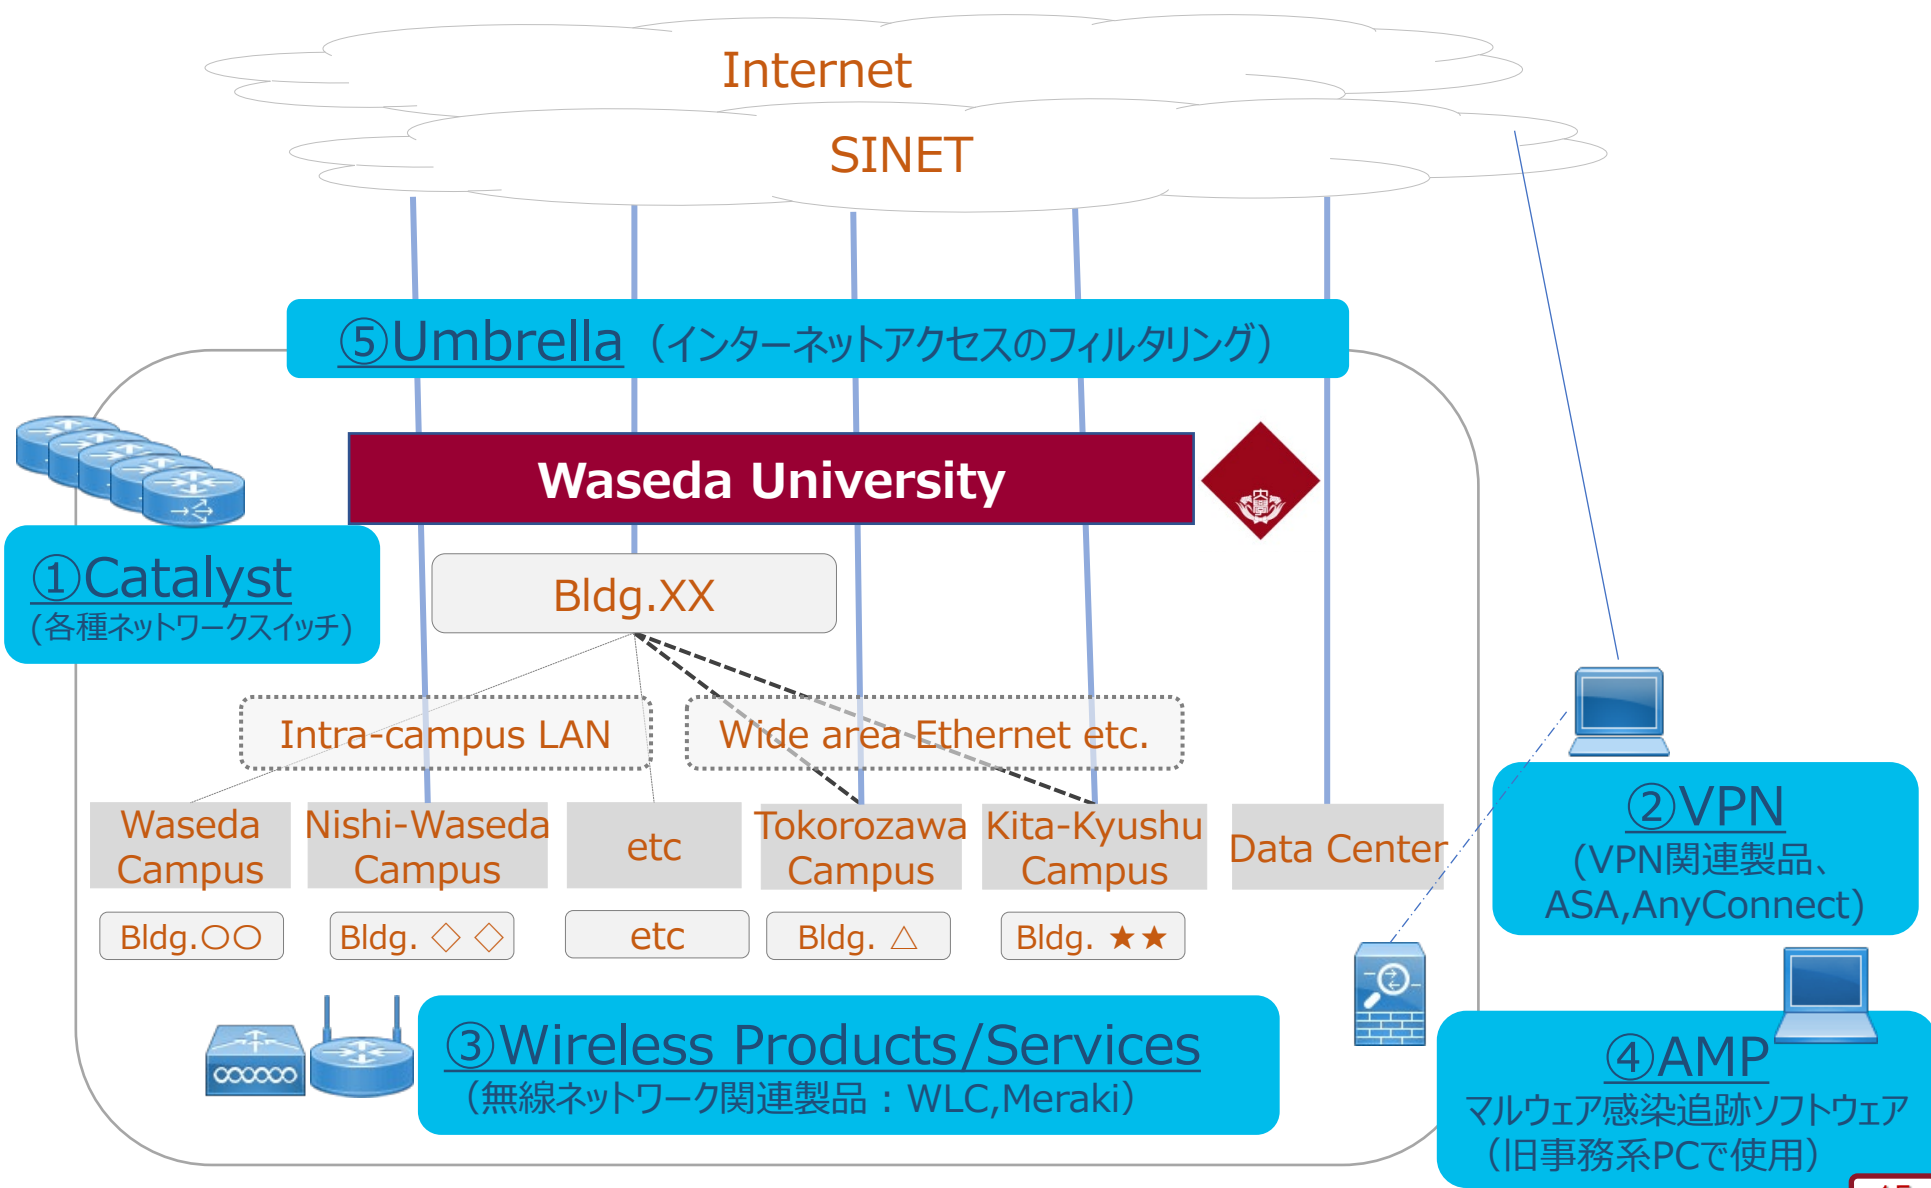 Internet
SINET
⑤Umbrella（インターネットアクセスのフィルタリング）
Waseda University
①Catalyst
(各種ネットワークスイッチ)
Bldg.XX
Intra-campus LAN
Wide area Ethernet etc.
Waseda
Campus
Nishi-Waseda
Campus
etc
Tokorozawa
Campus
Kita-Kyushu
Campus
Data Center
Bldg.〇〇
Bldg. ◇ ◇
etc
Bldg. △
Bldg. ★★
②VPN
(VPN関連製品、
ASA,AnyConnect)
③Wireless Products/Services
（無線ネットワーク関連製品：WLC,Meraki）
④AMP
マルウェア感染追跡ソフトウェア
（旧事務系PCで使用）